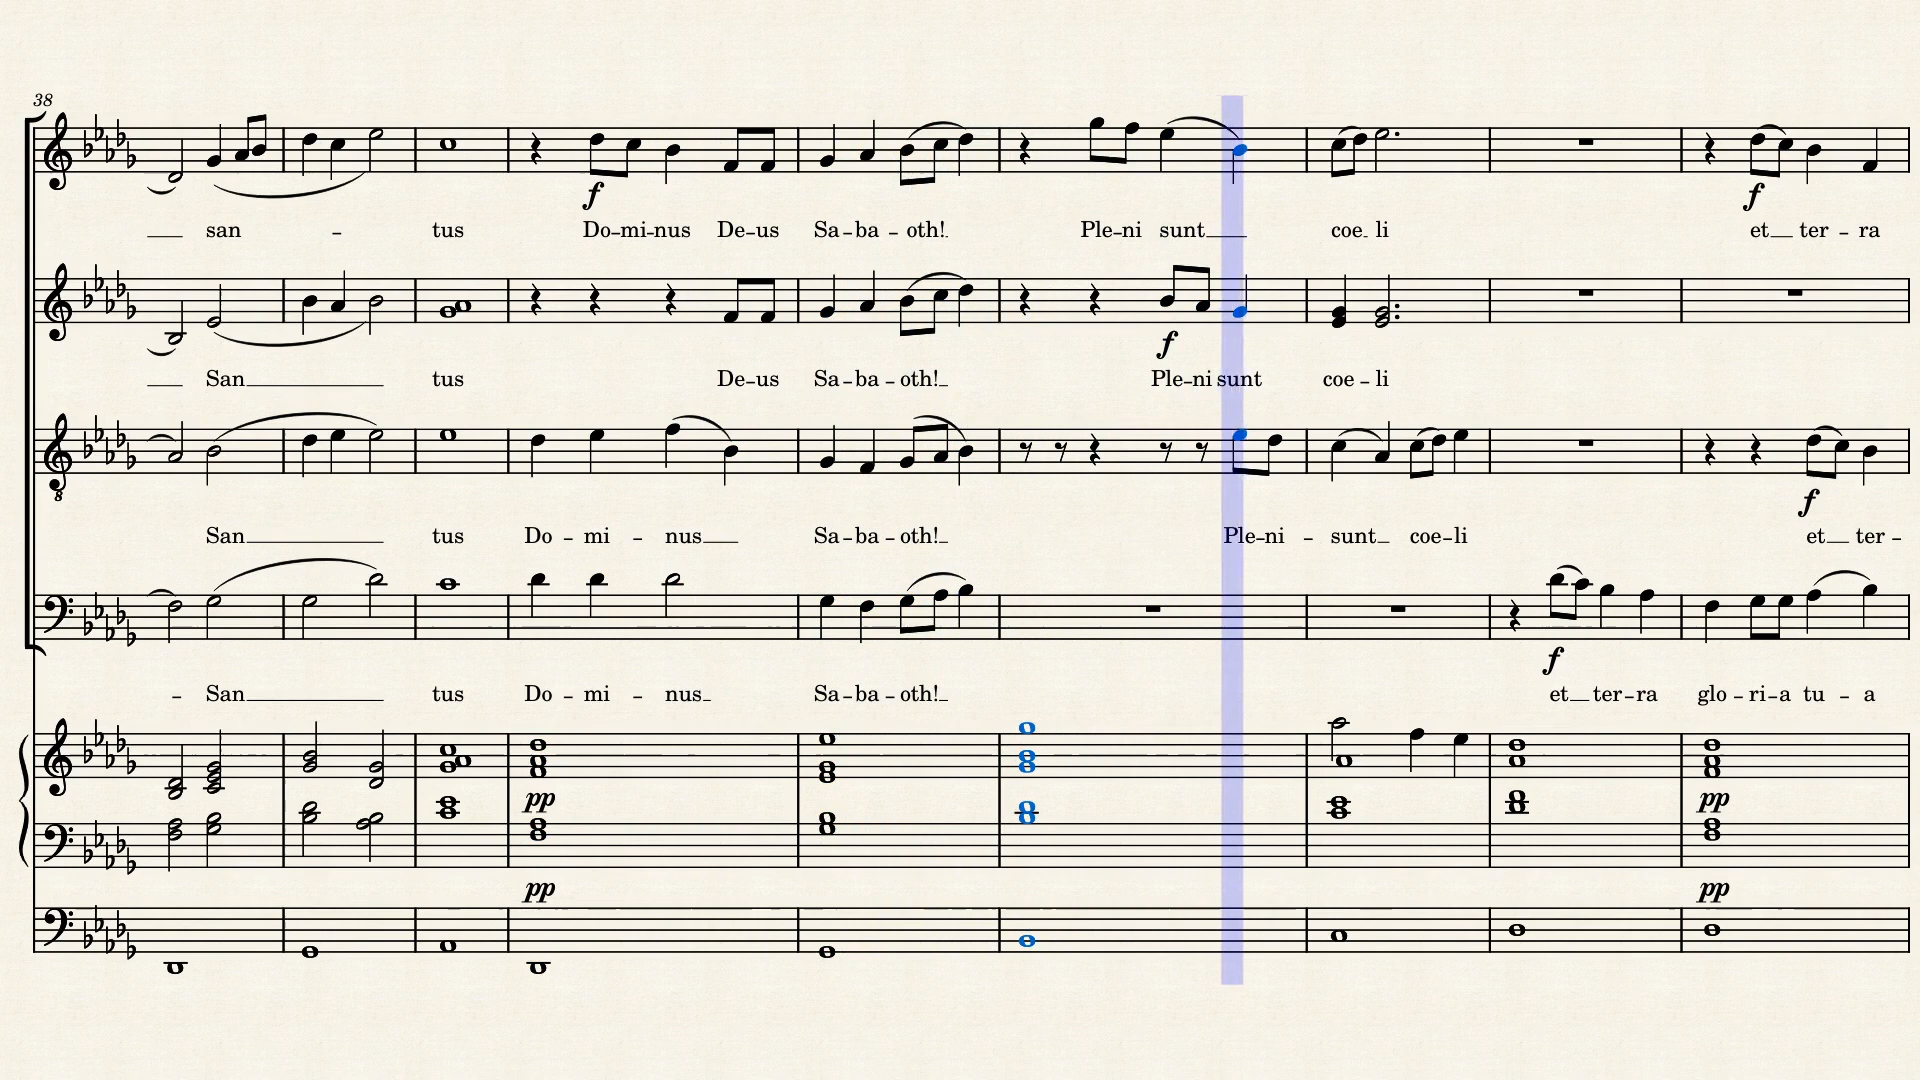 38
f f
san - tus Do-mi-nus De-us Sa-ba-oth! Ple-ni sunt coe li et ter-ra
f
San tus De-us Sa-ba-oth! Ple-ni sunt coe-li
8
f
San tus Do-mi-nus Sa-ba-oth! Ple-ni-sunt coe-li et ter-
f
-San tus Do-mi-nus Sa-ba-oth! et ter-ra glo-ri-a tu-a
pp pp
pp pp